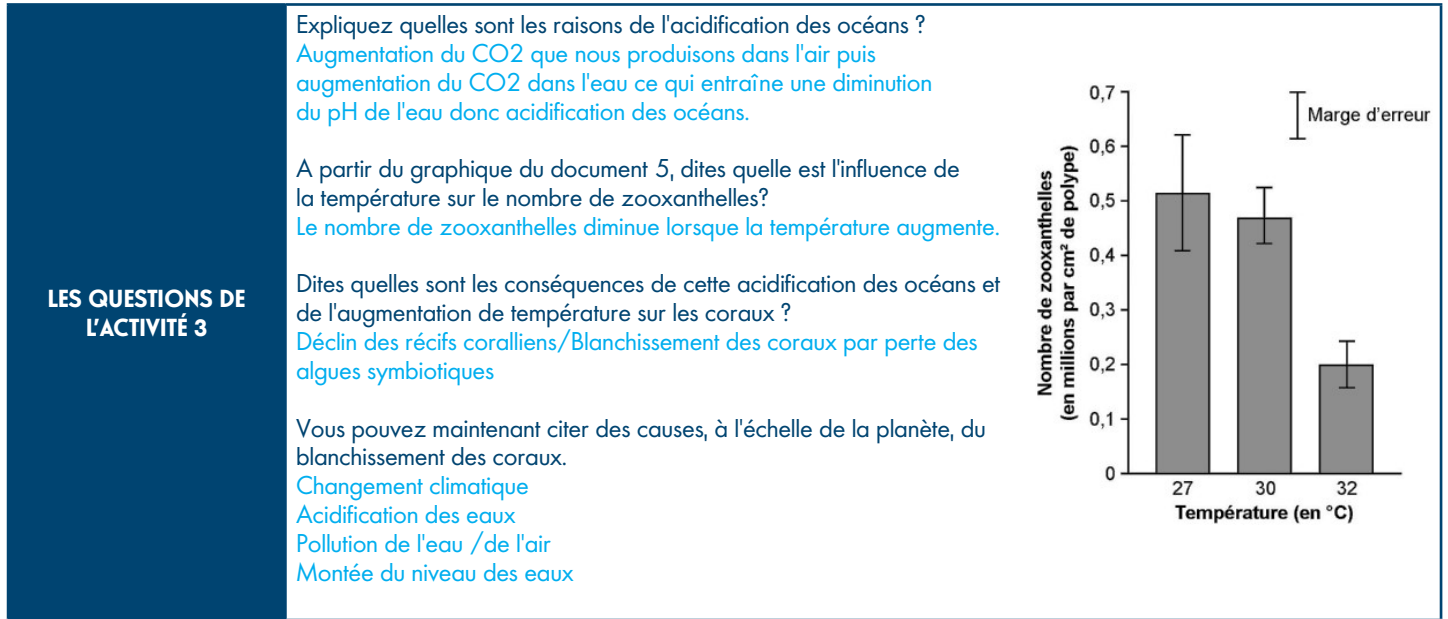 LES QUESTIONS DE
L'ACTIVITÉ 3
Expliquez quelles sont les raisons de l'acidification des océans ?
Augmentation du CO2 que nous produisons dans l'air puis
augmentation du CO2 dans l'eau ce qui entraîne une diminution
du pH de l'eau donc acidification des océans.
A partir du graphique du document 5, dites quelle est l'influence de
la température sur le nombre de zooxanthelles?
Le nombre de zooxanthelles diminue lorsque la température augmente.
Dites quelles sont les conséquences de cette acidification des océans et
de l'augmentation de température sur les coraux ?
Déclin des récifs coralliens/Blanchissement des coraux par perte des
algues symbiotiques
Vous pouvez maintenant citer des causes, à l'échelle de la planète, du
blanchissement des coraux.
Changement climatique
Acidification des eaux
Pollution de l'eau /de l'air
Montée du niveau des eaux
Nombre de zooxanthelles
(en millions par cm² de polype)
0,7
0,6
0,5
0,4
0,3
0,2
0,1
0
Marge d'erreur
27 30 32
Température (en °C)